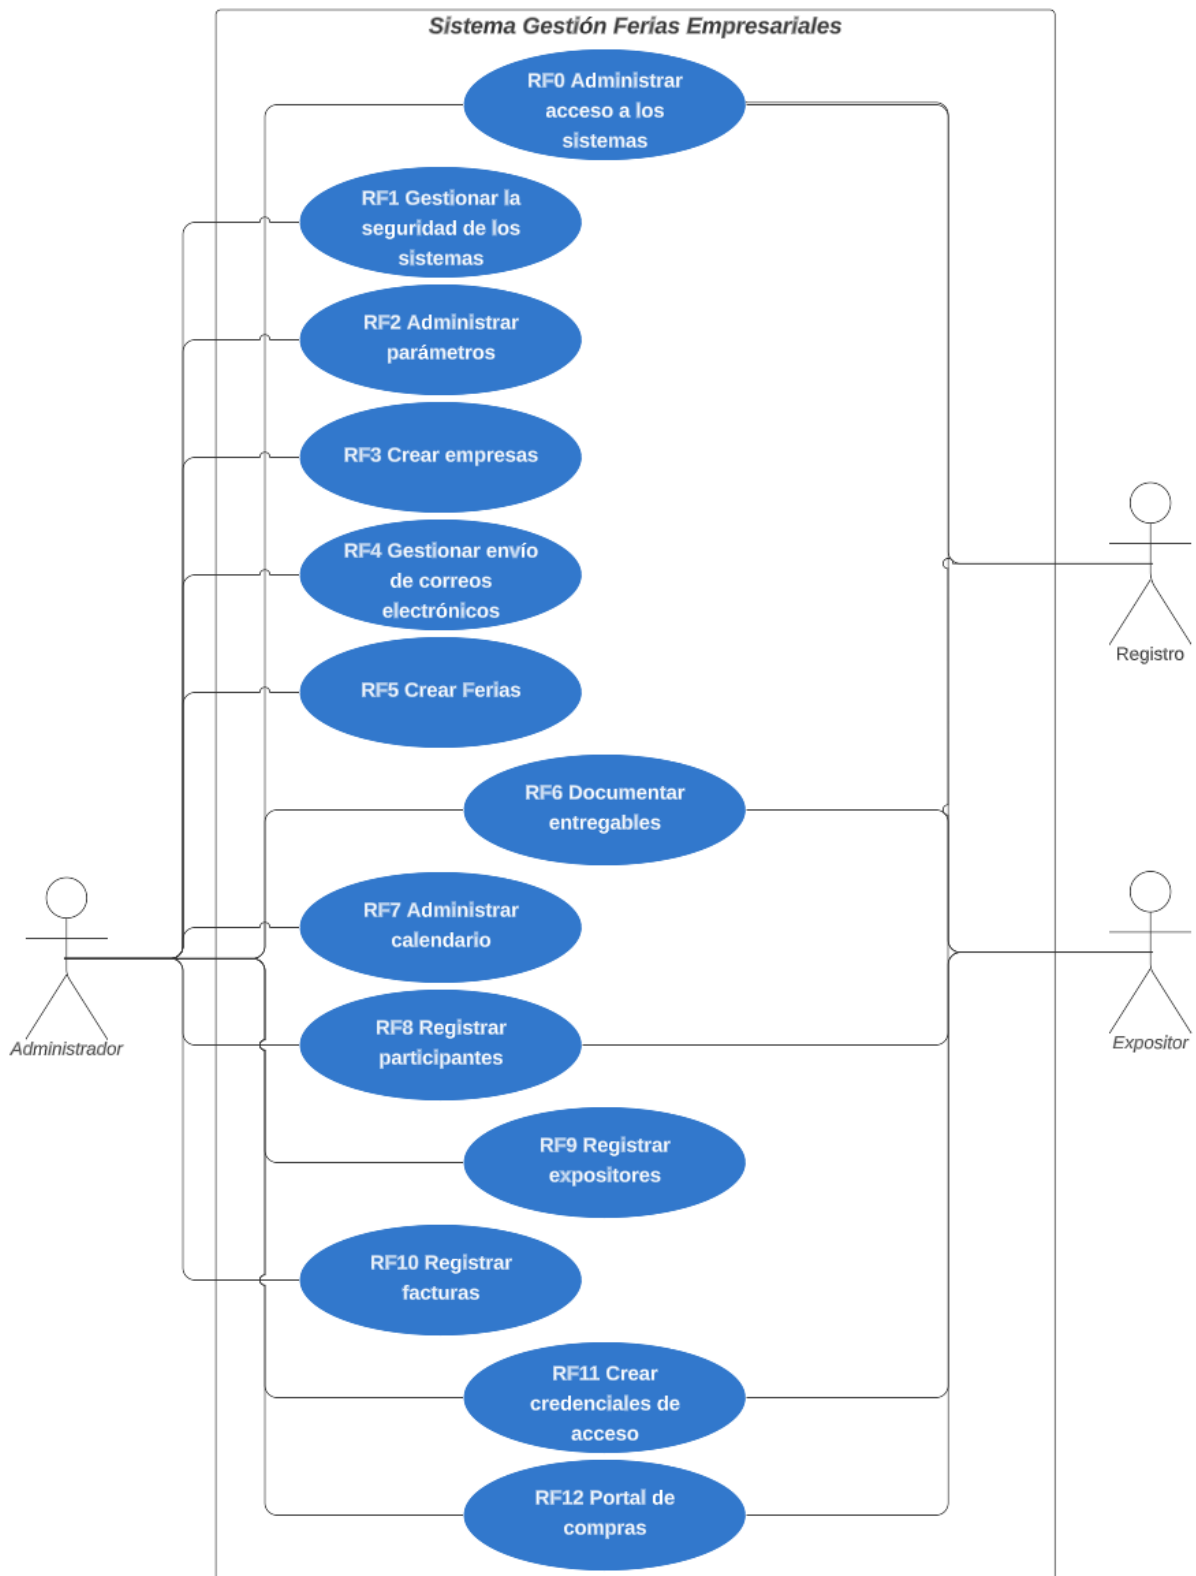 Sistema Gestión Ferias Empresariales
RF0 Administrar
acceso a los
sistemas
RF1 Gestionar la
seguridad de los
sistemas
RF2 Administrar
parámetros
RF3 Crear empresas
RF4 Gestionar envío
de correos
electrónicos
Registro
RF5 Crear Ferias
RF6 Documentar
entregables
RF7 Administrar
calendario
Administrador
RF8 Registrar
participantes
Expositor
RF9 Registrar
expositores
RF10 Registrar
facturas
RF11 Crear
credenciales de
acceso
RF12 Portal de
compras